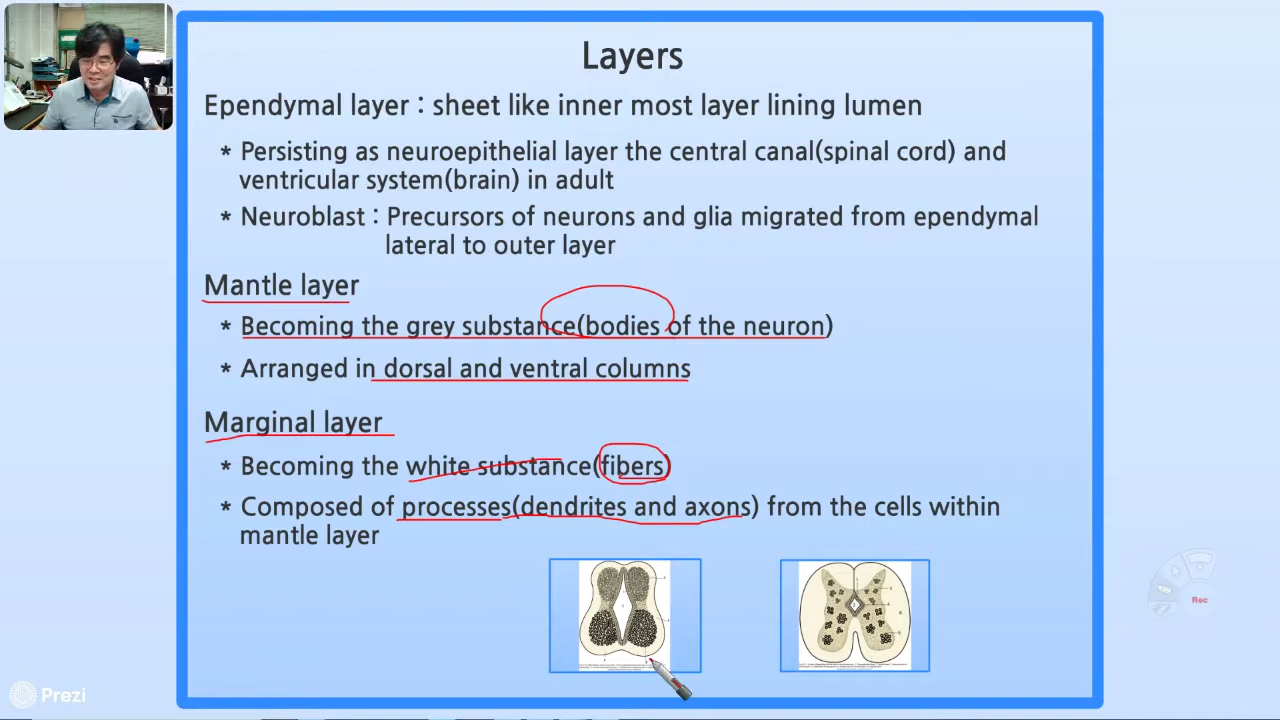 Layers
Ependymal layer : sheet like inner most layer lining lumen
* Persisting as neuroepithelial layer the central canal(spinal cord) and
ventricular system(brain) in adult
* Neuroblast : Precursors of neurons and glia migrated from ependymal
lateral to outer layer
Mantle layer
* Becoming the grey substance(bodies of the neuron)
* Arranged in dorsal and ventral columns
Marginal layer
* Becoming the white substance(fibers)
* Composed of processes(dendrites and axons) from the cells within
mantle layer
Rec
Prezi